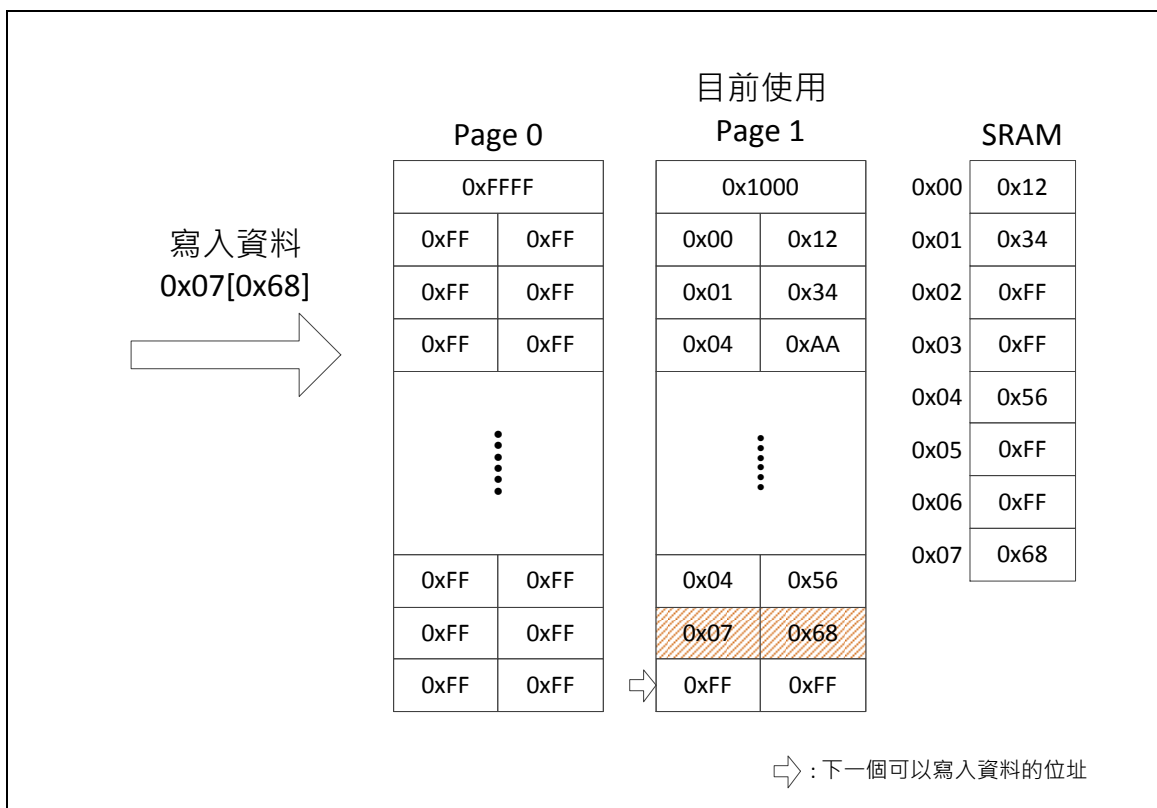 目前使用
Page 0 Page 1 SRAM
0xFFFF 0x1000 0x00 0x12
寫入資料 0xFF 0xFF 0x00 0x12 0x01 0x34
0x07[0x68] 0xFF 0xFF 0x01 0x34 0x02 0xFF
0xFF 0xFF 0x04 0xAA 0x03 0xFF
0x04 0x56
0x05 0xFF
0x06 0xFF
0x07 0x68
0xFF 0xFF 0x04 0x56
0xFF 0xFF 0x07 0x68
0xFF 0xFF 0xFF 0xFF
: 下一個可以寫入資料的位址